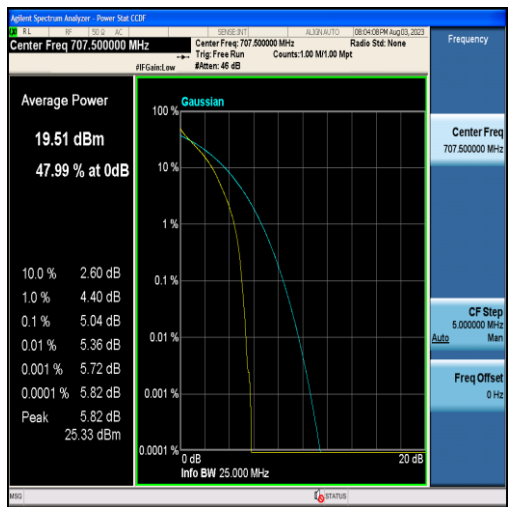 Agilent Spectrum Analyzer - Power Stat CCDF
RL RF 50 Ω AC SENSE:INT ALIGN AUTO 08:04:08 PM Aug 03, 2023
Center Freq 707.500000 MHz
Center Freq: 707.500000 MHz Radio Std: None
Trig: Free Run Counts:1.00 M/1.00 Mpt
#IFGain:Low #Atten: 46 dB
Frequency
Average Power
19.51 dBm
47.99 % at 0dB
10.0 % 2.60 dB
1.0 % 4.40 dB
0.1 % 5.04 dB
0.01 % 5.36 dB
0.001 % 5.72 dB
0.0001 % 5.82 dB
Peak 5.82 dB
25.33 dBm
Gaussian
100 %
10 %
1 %
0.1 %
0.01 %
0.001 %
0.0001 %
0 dB 20 dB
Info BW 25.000 MHz
Center Freq
707.500000 MHz
CF Step
5.000000 MHz
Auto Man
Freq Offset
0 Hz
MSG STATUS